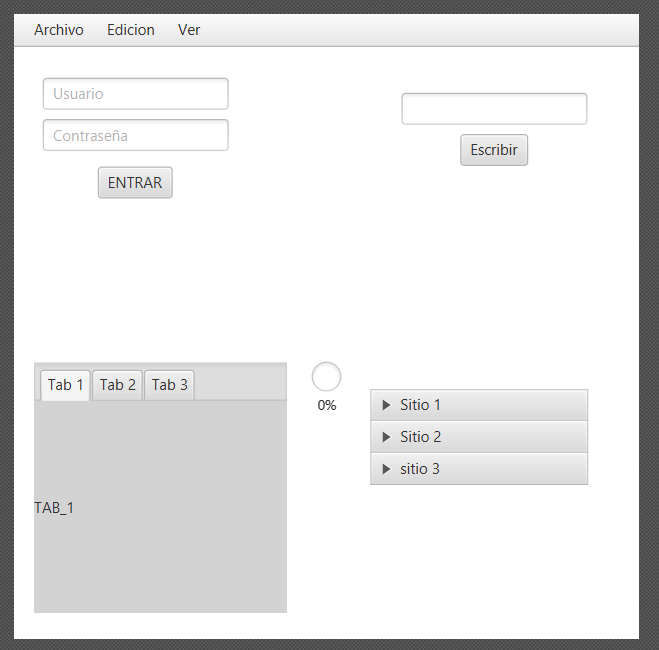 Archivo Edicion Ver
Usuario
Contraseña
ENTRAR
Escribir
Tab 1 Tab 2 Tab 3
TAB_1
0%
Sitio 1
Sitio 2
sitio 3